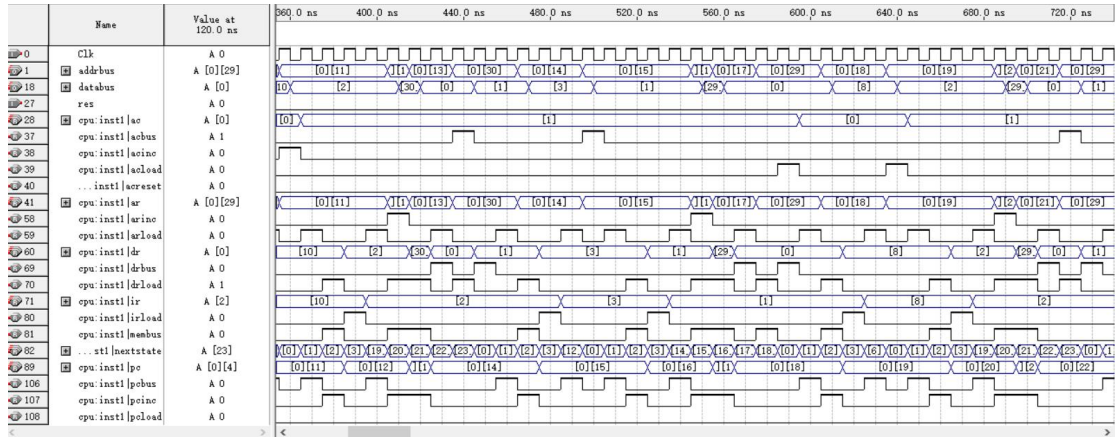 Name Value at 120.0 ns 360.0 ns 400.0 ns 440.0 ns 480.0 ns 520.0 ns 560.0 ns 600.0 ns 640.0 ns 680.0 ns 720.0 ns
0 Clk A 0
1 addrbus A [0][29] [0][11] [1 [0][13] [0][30] [0][14] [0][15] [1 [0][17] [0][29] [0][18] [0][19] [2 [0][21] [0][29]
18 databus A [0] 10 [2] [30 [0] [1] [3] [1] [29 [0] [8] [2] [29 [0] [1]
27 res A 0
28 cpu:inst1|ac A [0] [0] [1] [0] [1]
37 cpu:inst1|acbus A 1
38 cpu:inst1|acinc A 0
39 cpu:inst1|acload A 0
40 ...inst1|acreset A 0
41 cpu:inst1|ar A [0][29] [0][11] [1 [0][13] [0][30] [0][14] [0][15] [1 [0][17] [0][29] [0][18] [0][19] [2 [0][21] [0][29]
58 cpu:inst1|arinc A 0
59 cpu:inst1|arload A 0
60 cpu:inst1|dr A [0] [10] [2] [30 [0] [1] [3] [1] [29 [0] [8] [2] [29 [0] [1]
69 cpu:inst1|drbus A 0
70 cpu:inst1|drload A 1
71 cpu:inst1|ir A [2] [10] [2] [3] [1] [8] [2]
80 cpu:inst1|irload A 0
81 cpu:inst1|membus A 0
82 ...st1|nextstate A [23] [0] [1] [2] [3] [19 [20 [21 [22 [23 [0] [1] [2] [3] [12 [0] [1] [2] [3] [14 [15 [16 [17 [18 [0] [1] [2] [3] [6] [0] [1] [2] [3] [19 [20 [21 [22 [23 [0] [1
89 cpu:inst1|pc A [0][4] [0][11] [0][12] [1 [0][14] [0][15] [0][16] [1 [0][18] [0][19] [0][20] [2 [0][22]
106 cpu:inst1|pcbus A 0
107 cpu:inst1|pcinc A 0
108 cpu:inst1|pcload A 0